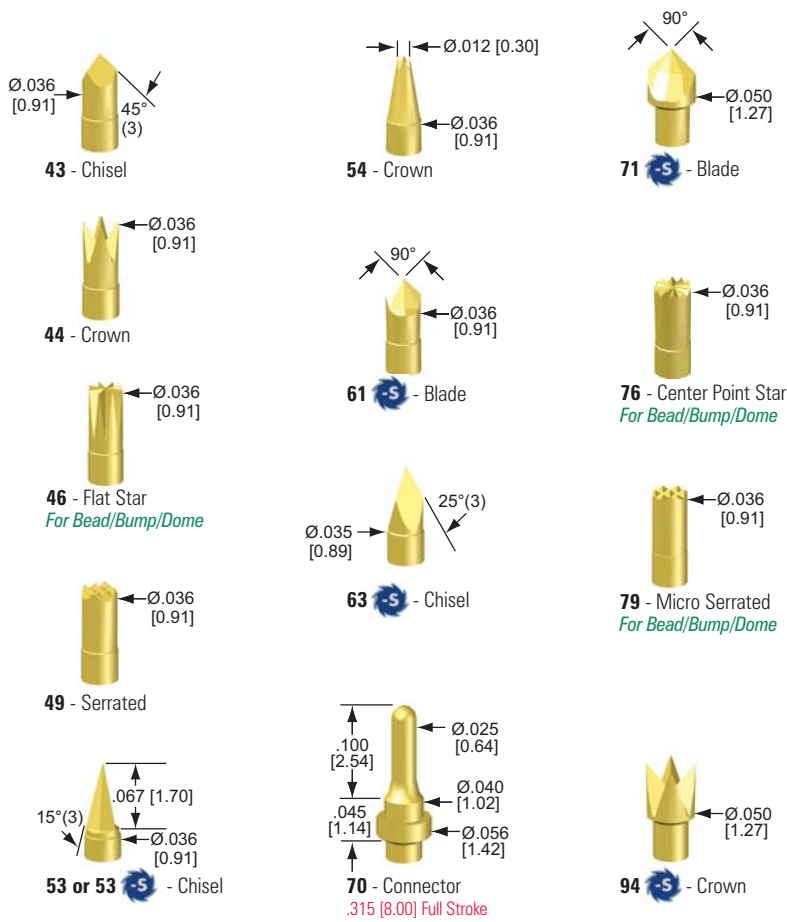 Ø.036
[0.91]
45°
(3)
43 - Chisel
Ø.036
[0.91]
44 - Crown
Ø.036
[0.91]
46 - Flat Star
For Bead/Bump/Dome
Ø.036
[0.91]
49 - Serrated
.067 [1.70]
15°(3)
Ø.036
[0.91]
53 or 53 -S - Chisel
Ø.012 [0.30]
Ø.036
[0.91]
54 - Crown
90°
Ø.036
[0.91]
61 -S - Blade
25°(3)
Ø.035
[0.89]
63 -S - Chisel
.100
[2.54]
Ø.025
[0.64]
.045
[1.14]
Ø.040
[1.02]
Ø.056
[1.42]
70 - Connector
.315 [8.00] Full Stroke
90°
Ø.050
[1.27]
71 -S - Blade
Ø.036
[0.91]
76 - Center Point Star
For Bead/Bump/Dome
Ø.036
[0.91]
79 - Micro Serrated
For Bead/Bump/Dome
Ø.050
[1.27]
94 -S - Crown